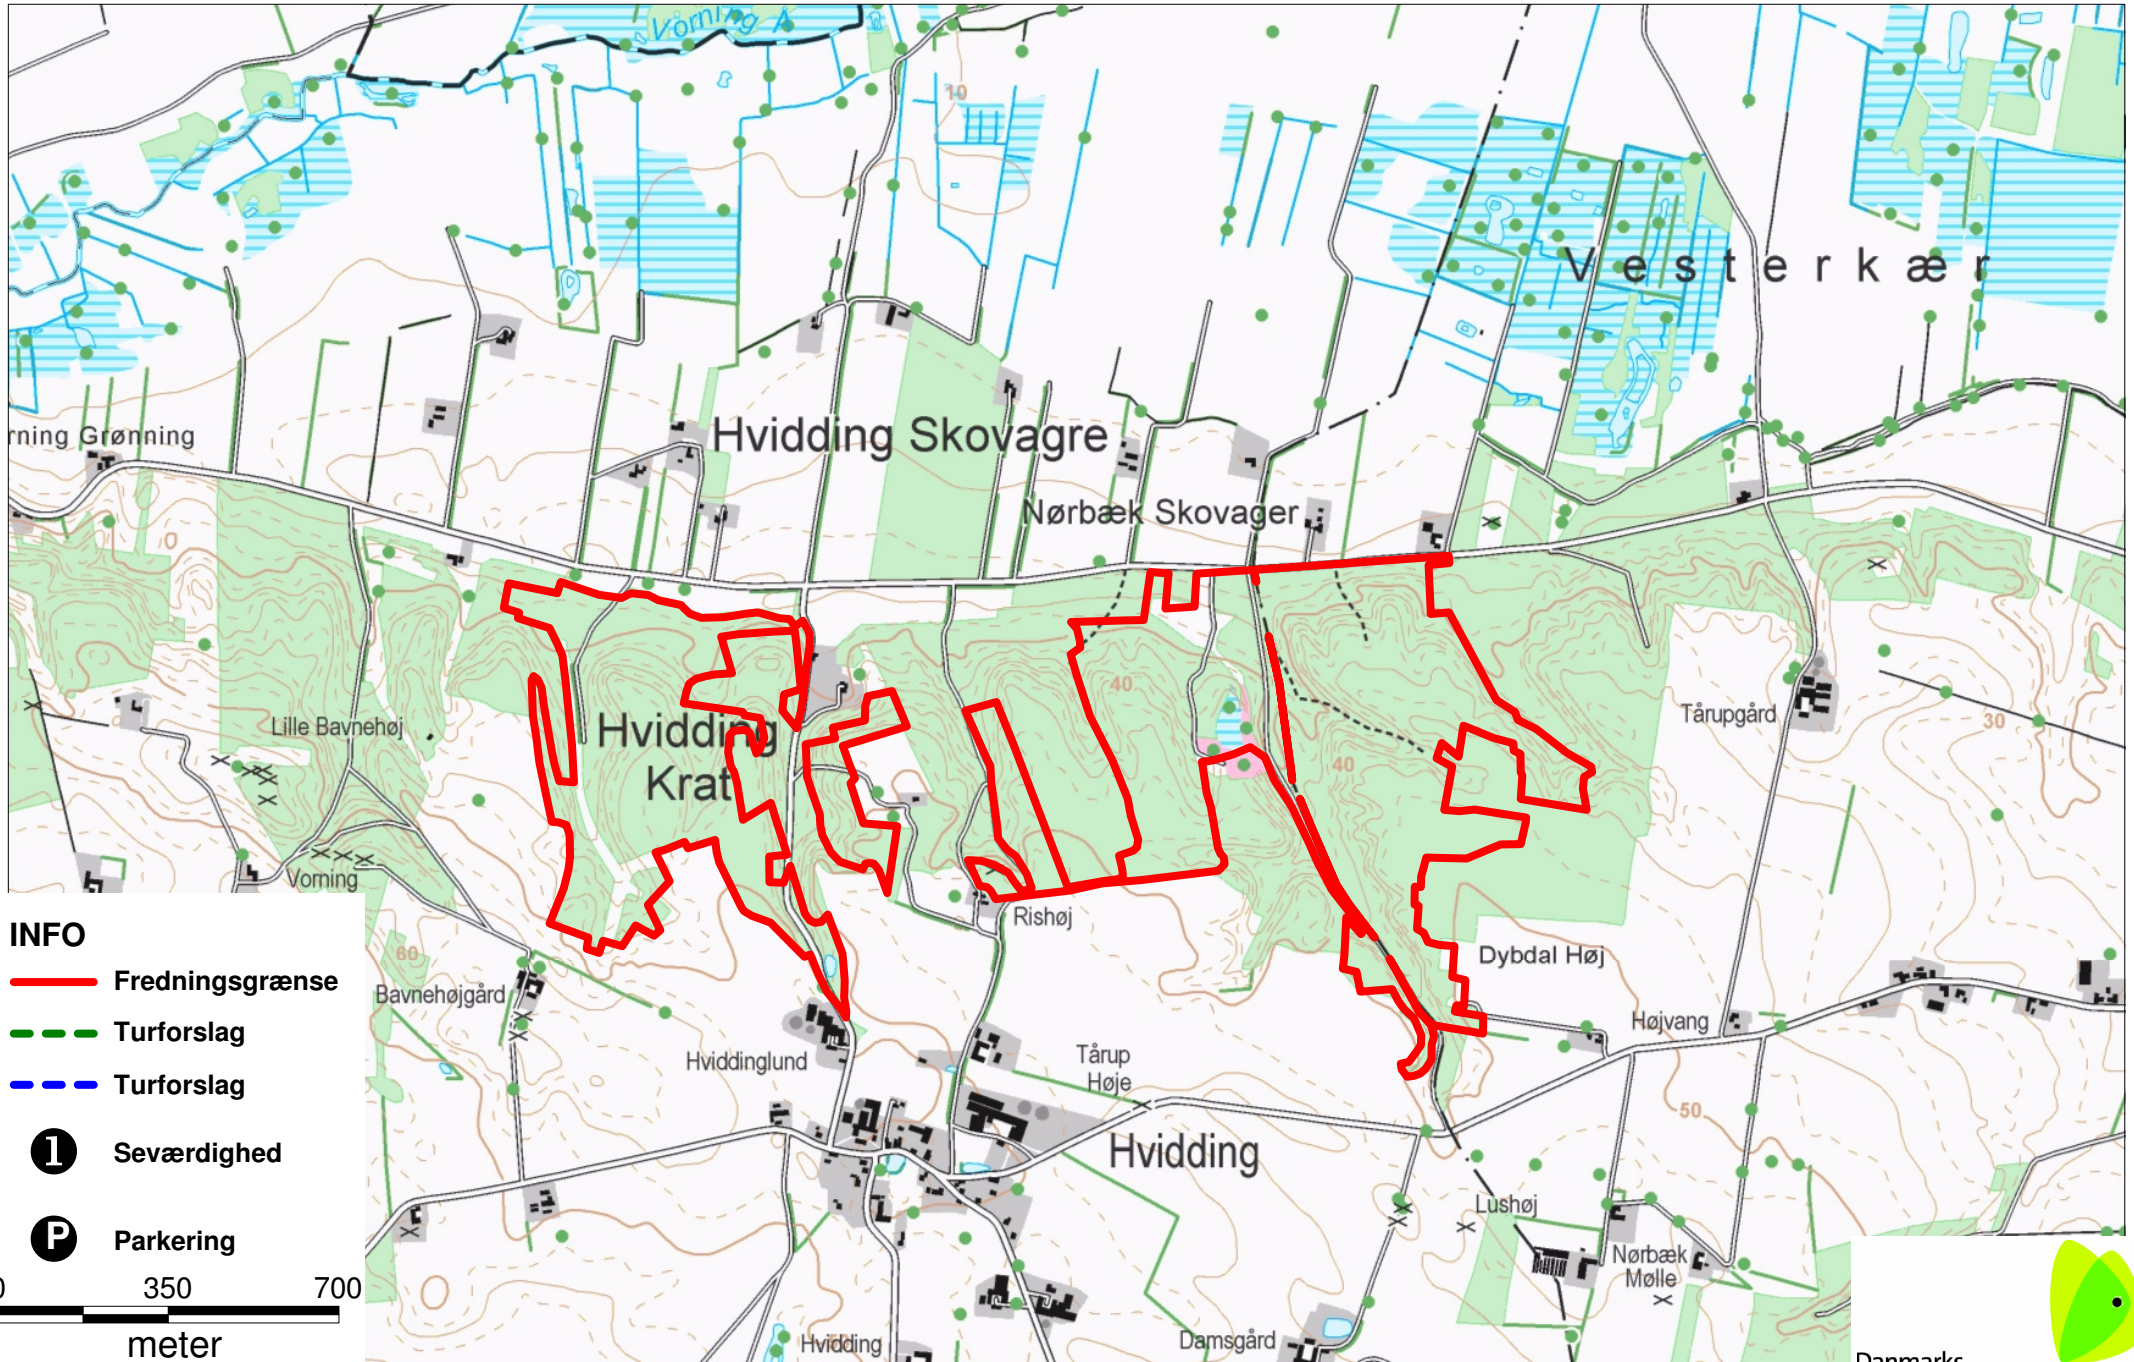 Vorning Å
10
Vesterkær
rning Grønning
Hvidding Skovagre
Nørbæk Skovager
40
Lille Bavnehøj
Hvidding
Krat
Tårupgård
30
40
Vorning
Rishøj
60
Dybdal Høj
Bavnehøjgård
Højvang
Hviddinglund
Tårup
Høje
50
Hvidding
Lushøj
Nørbæk
Mølle
Hvidding
Damsgård
INFO
Fredningsgrænse
Turforslag
Turforslag
1 Seværdighed
P Parkering
0 350 700
meter
Danmarks